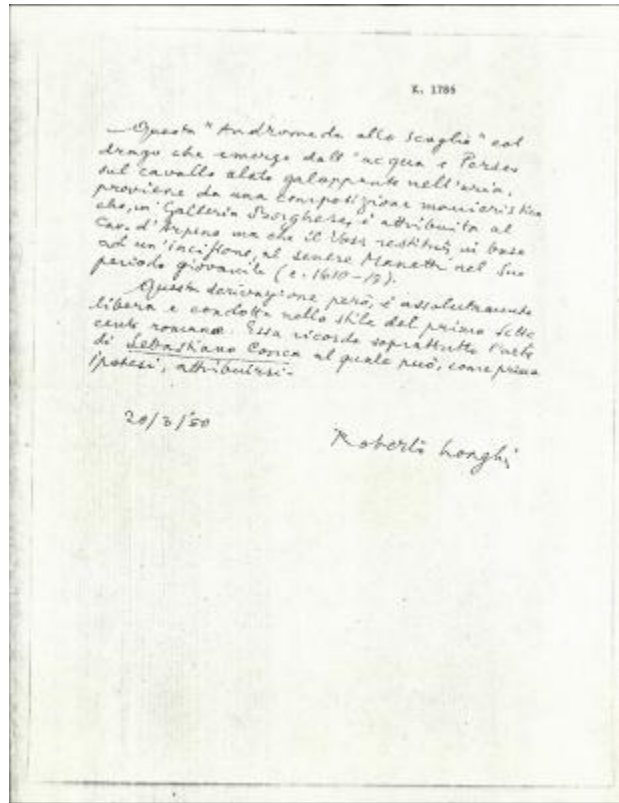 K. 1786
Questa "Andromeda allo scoglio" col
drago che emerge dall'acqua e Perseo
sul cavallo alato galoppante nell'aria,
proviene da una composizione manieristica
che, in Galleria Borghese, è attribuita al
Cav. d'Arpino ma che il Voss restituì, in base
ad un'incisione, al senese Manetti nel suo
periodo giovanile (c. 1610-
Questa derivazione però, è assolutamente
libera e condotta nello stile del primo sette
cento romano. Essa ricorda soprattutto l'arte
di Sebastiano Conca al quale può, come prima
ipotesi, attribuirsi.
20/3/50
Roberto Longhi